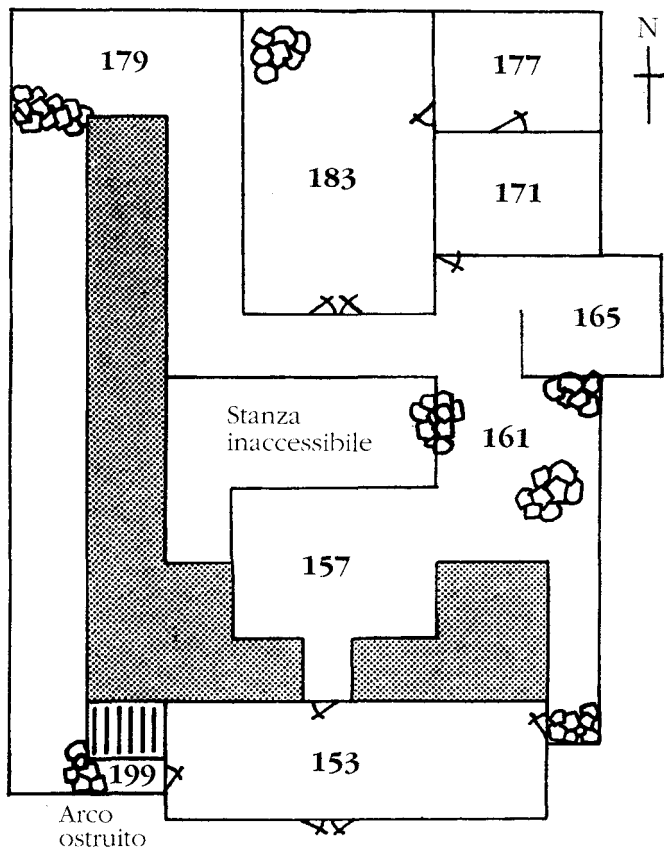 N
179
177
183
171
165
Stanza
inaccessibile
161
157
153
199
Arco
ostruito